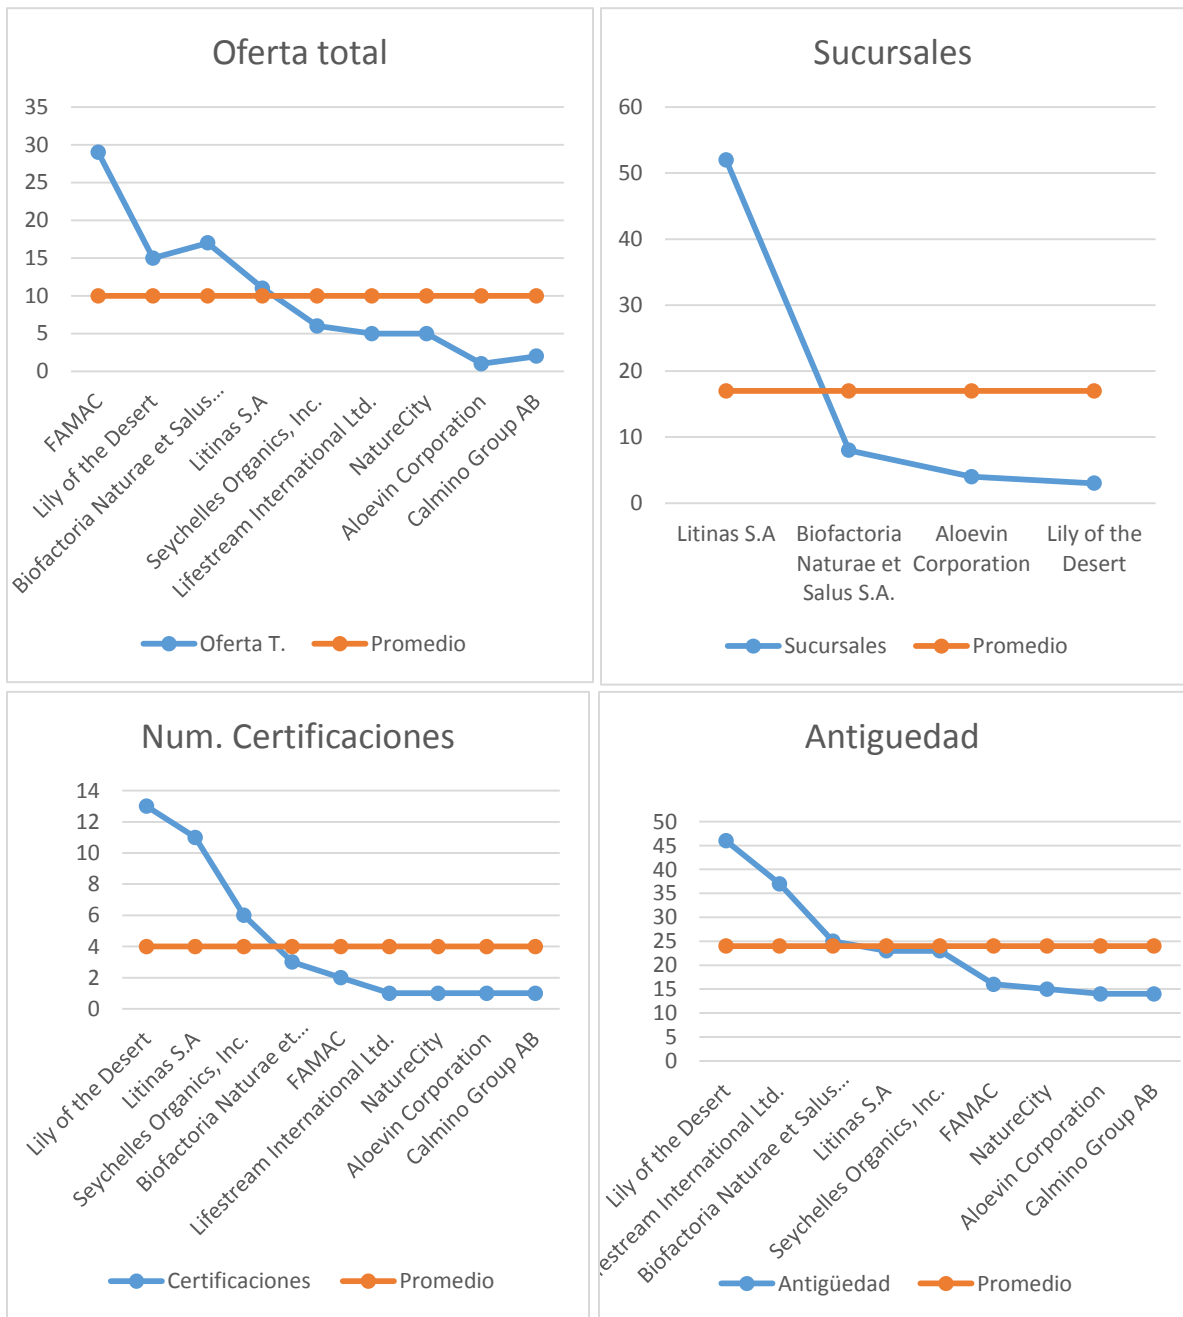 Oferta total
35
30
25
20
15
10
5
0
FAMAC
Lily of the Desert
Biofactoria Naturae et Salus...
Litinas S.A
Seychelles Organics, Inc.
Lifestream International Ltd.
NatureCity
Aloevin Corporation
Calmino Group AB
Oferta T.
Promedio
Sucursales
60
50
40
30
20
10
0
Litinas S.A
Biofactoria
Naturae et
Salus S.A.
Aloevin
Corporation
Lily of the
Desert
Sucursales
Promedio
Num. Certificaciones
14
12
10
8
6
4
2
0
Lily of the Desert
Litinas S.A
Seychelles Organics, Inc.
Biofactoria Naturae et...
FAMAC
Lifestream International Ltd.
NatureCity
Aloevin Corporation
Calmino Group AB
Certificaciones
Promedio
Antiguedad
50
45
40
35
30
25
20
15
10
5
0
Lily of the Desert
festream International Ltd.
Biofactoria Naturae et Salus...
Litinas S.A
Seychelles Organics, Inc.
FAMAC
NatureCity
Aloevin Corporation
Calmino Group AB
Antigüedad
Promedio